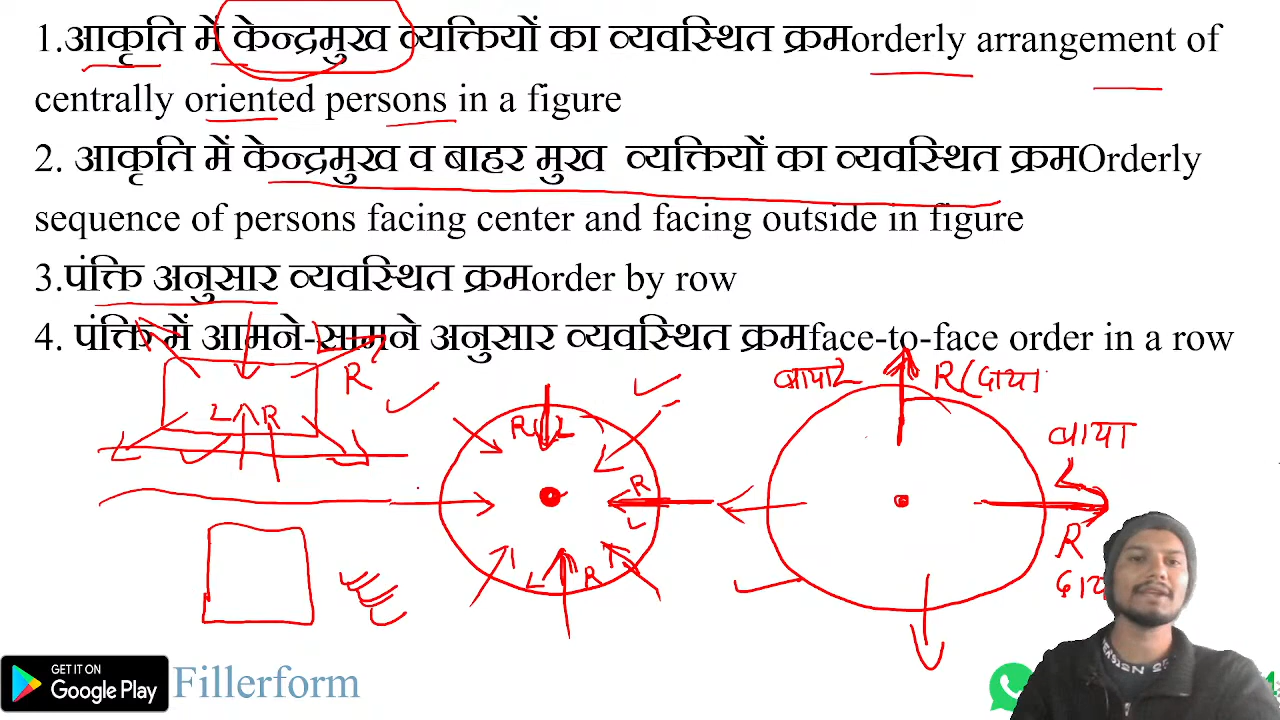 1.आकृति में केन्द्रमुख व्यक्तियों का व्यवस्थित क्रमorderly arrangement of
centrally oriented persons in a figure
2. आकृति में केन्द्रमुख व बाहर मुख व्यक्तियों का व्यवस्थित क्रमOrderly
sequence of persons facing center and facing outside in figure
3.पंक्ति अनुसार व्यवस्थित क्रमorder by row
4. पंक्ति में आमने-सामने अनुसार व्यवस्थित क्रमface-to-face order in a row
R
L R
R L
R
L
L R
R(दाया
बाया
R
GET IT ON
Google Play
Fillerform